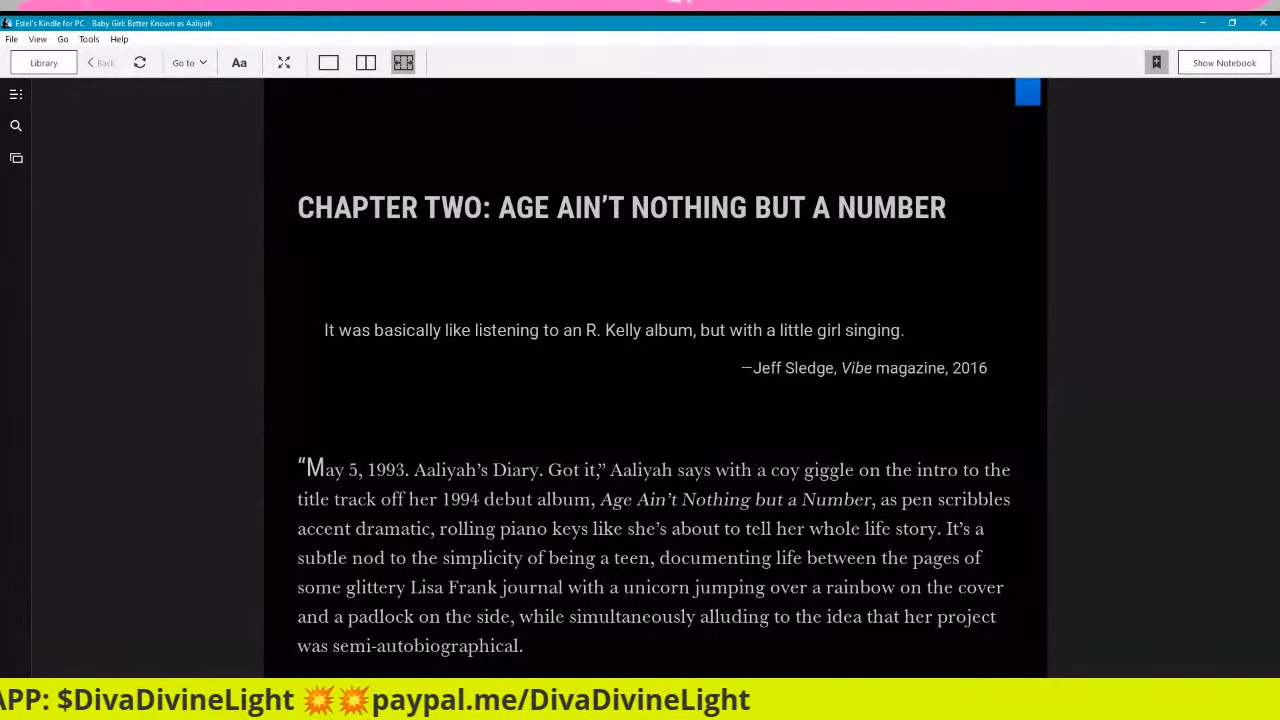 Estel's Kindle for PC - Baby Girl: Better Known as Aaliyah
File View Go Tools Help
Library Back Go to Aa Show Notebook
CHAPTER TWO: AGE AIN'T NOTHING BUT A NUMBER
It was basically like listening to an R. Kelly album, but with a little girl singing.
—Jeff Sledge, Vibe magazine, 2016
“May 5, 1993. Aaliyah’s Diary. Got it,” Aaliyah says with a coy giggle on the intro to the
title track off her 1994 debut album, Age Ain’t Nothing but a Number, as pen scribbles
accent dramatic, rolling piano keys like she’s about to tell her whole life story. It’s a
subtle nod to the simplicity of being a teen, documenting life between the pages of
some glittery Lisa Frank journal with a unicorn jumping over a rainbow on the cover
and a padlock on the side, while simultaneously alluding to the idea that her project
was semi-autobiographical.
APP: $DivaDivineLight 💥💥paypal.me/DivaDivineLight